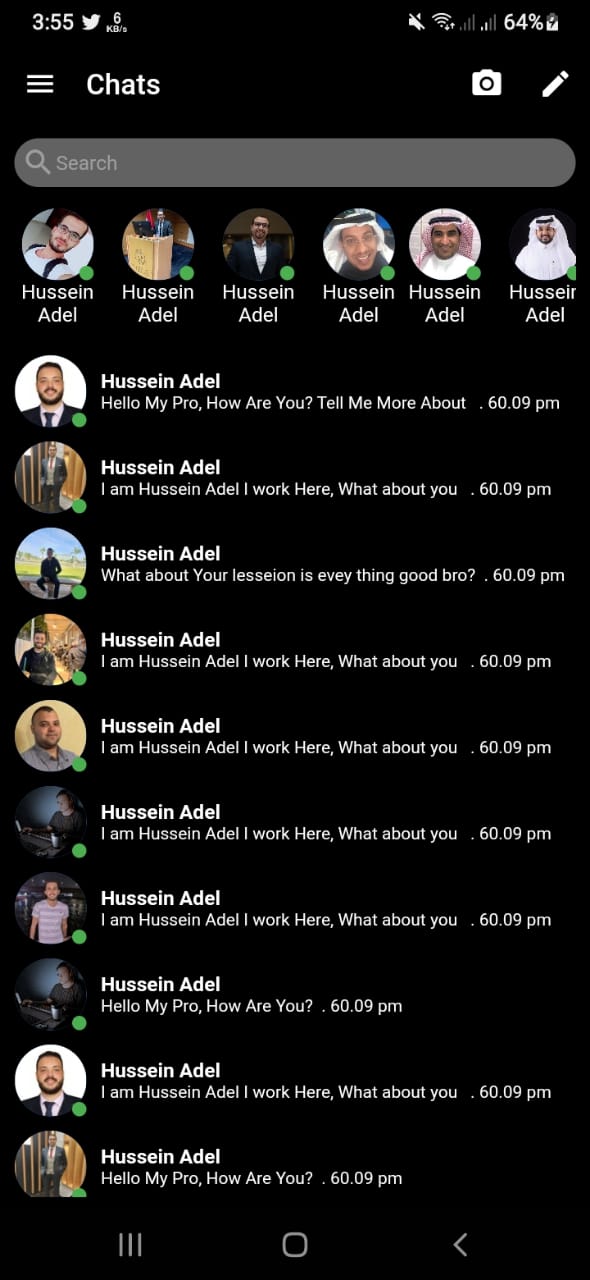 3:55 6 KB/s 64%
Chats
Search
Hussein Adel
Hussein Adel
Hussein Adel
Hussein Adel
Hussein Adel
Hussein Adel
Hussein Adel
Hello My Pro, How Are You? Tell Me More About . 60.09 pm
Hussein Adel
I am Hussein Adel I work Here, What about you . 60.09 pm
Hussein Adel
What about Your lesseion is evey thing good bro? . 60.09 pm
Hussein Adel
I am Hussein Adel I work Here, What about you . 60.09 pm
Hussein Adel
I am Hussein Adel I work Here, What about you . 60.09 pm
Hussein Adel
I am Hussein Adel I work Here, What about you . 60.09 pm
Hussein Adel
I am Hussein Adel I work Here, What about you . 60.09 pm
Hussein Adel
Hello My Pro, How Are You? . 60.09 pm
Hussein Adel
I am Hussein Adel I work Here, What about you . 60.09 pm
Hussein Adel
Hello My Pro, How Are You? . 60.09 pm